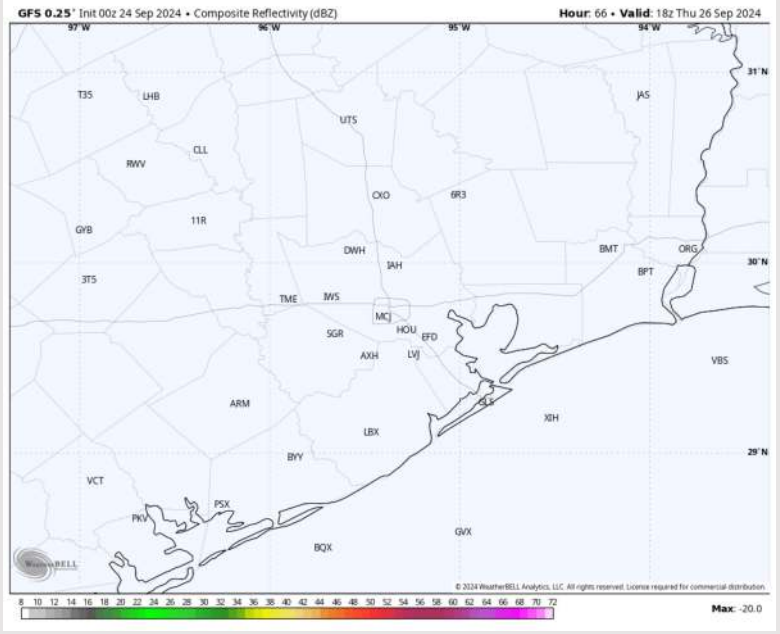 GFS 0.25° Init 00z 24 Sep 2024 • Composite Reflectivity (dBZ) Hour: 66 • Valid: 18z Thu 26 Sep 2024
97°W 96°W 95°W 94°W
31°N
T35 LHB JAS
UTS
CLL
RWV
CXO 6R3
11R
GYB
DWH BMT ORG
30°N
IAH
BPT
3T5
TME IWS
MCJ
HOU
SGR EFD
AXH LVJ
VBS
GLS
ARM
XIH
LBX
29°N
BYY
VCT
PSX
PKV
GVX
BQX
WeatherBELL
© 2024 WeatherBELL Analytics, LLC. All rights reserved. License required for commercial distribution.
8 10 12 14 16 18 20 22 24 26 28 30 32 34 36 38 40 42 44 46 48 50 52 54 56 58 60 62 64 66 68 70 72
Max: -20.0